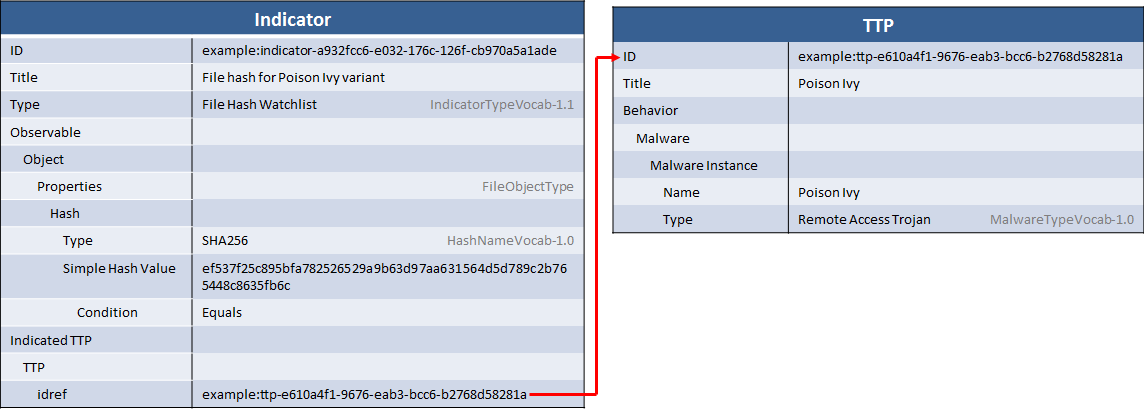 Indicator
ID example:indicator-a932fcc6-e032-176c-126f-cb970a5a1ade
Title File hash for Poison Ivy variant
Type File Hash Watchlist IndicatorTypeVocab-1.1
Observable
Object
Properties FileObjectType
Hash
Type SHA256 HashNameVocab-1.0
Simple Hash Value ef537f25c895bfa782526529a9b63d97aa631564d5d789c2b76
5448c8635fb6c
Condition Equals
Indicated TTP
TTP
idref example:ttp-e610a4f1-9676-eab3-bcc6-b2768d58281a
TTP
ID example:ttp-e610a4f1-9676-eab3-bcc6-b2768d58281a
Title Poison Ivy
Behavior
Malware
Malware Instance
Name Poison Ivy
Type Remote Access Trojan MalwareTypeVocab-1.0